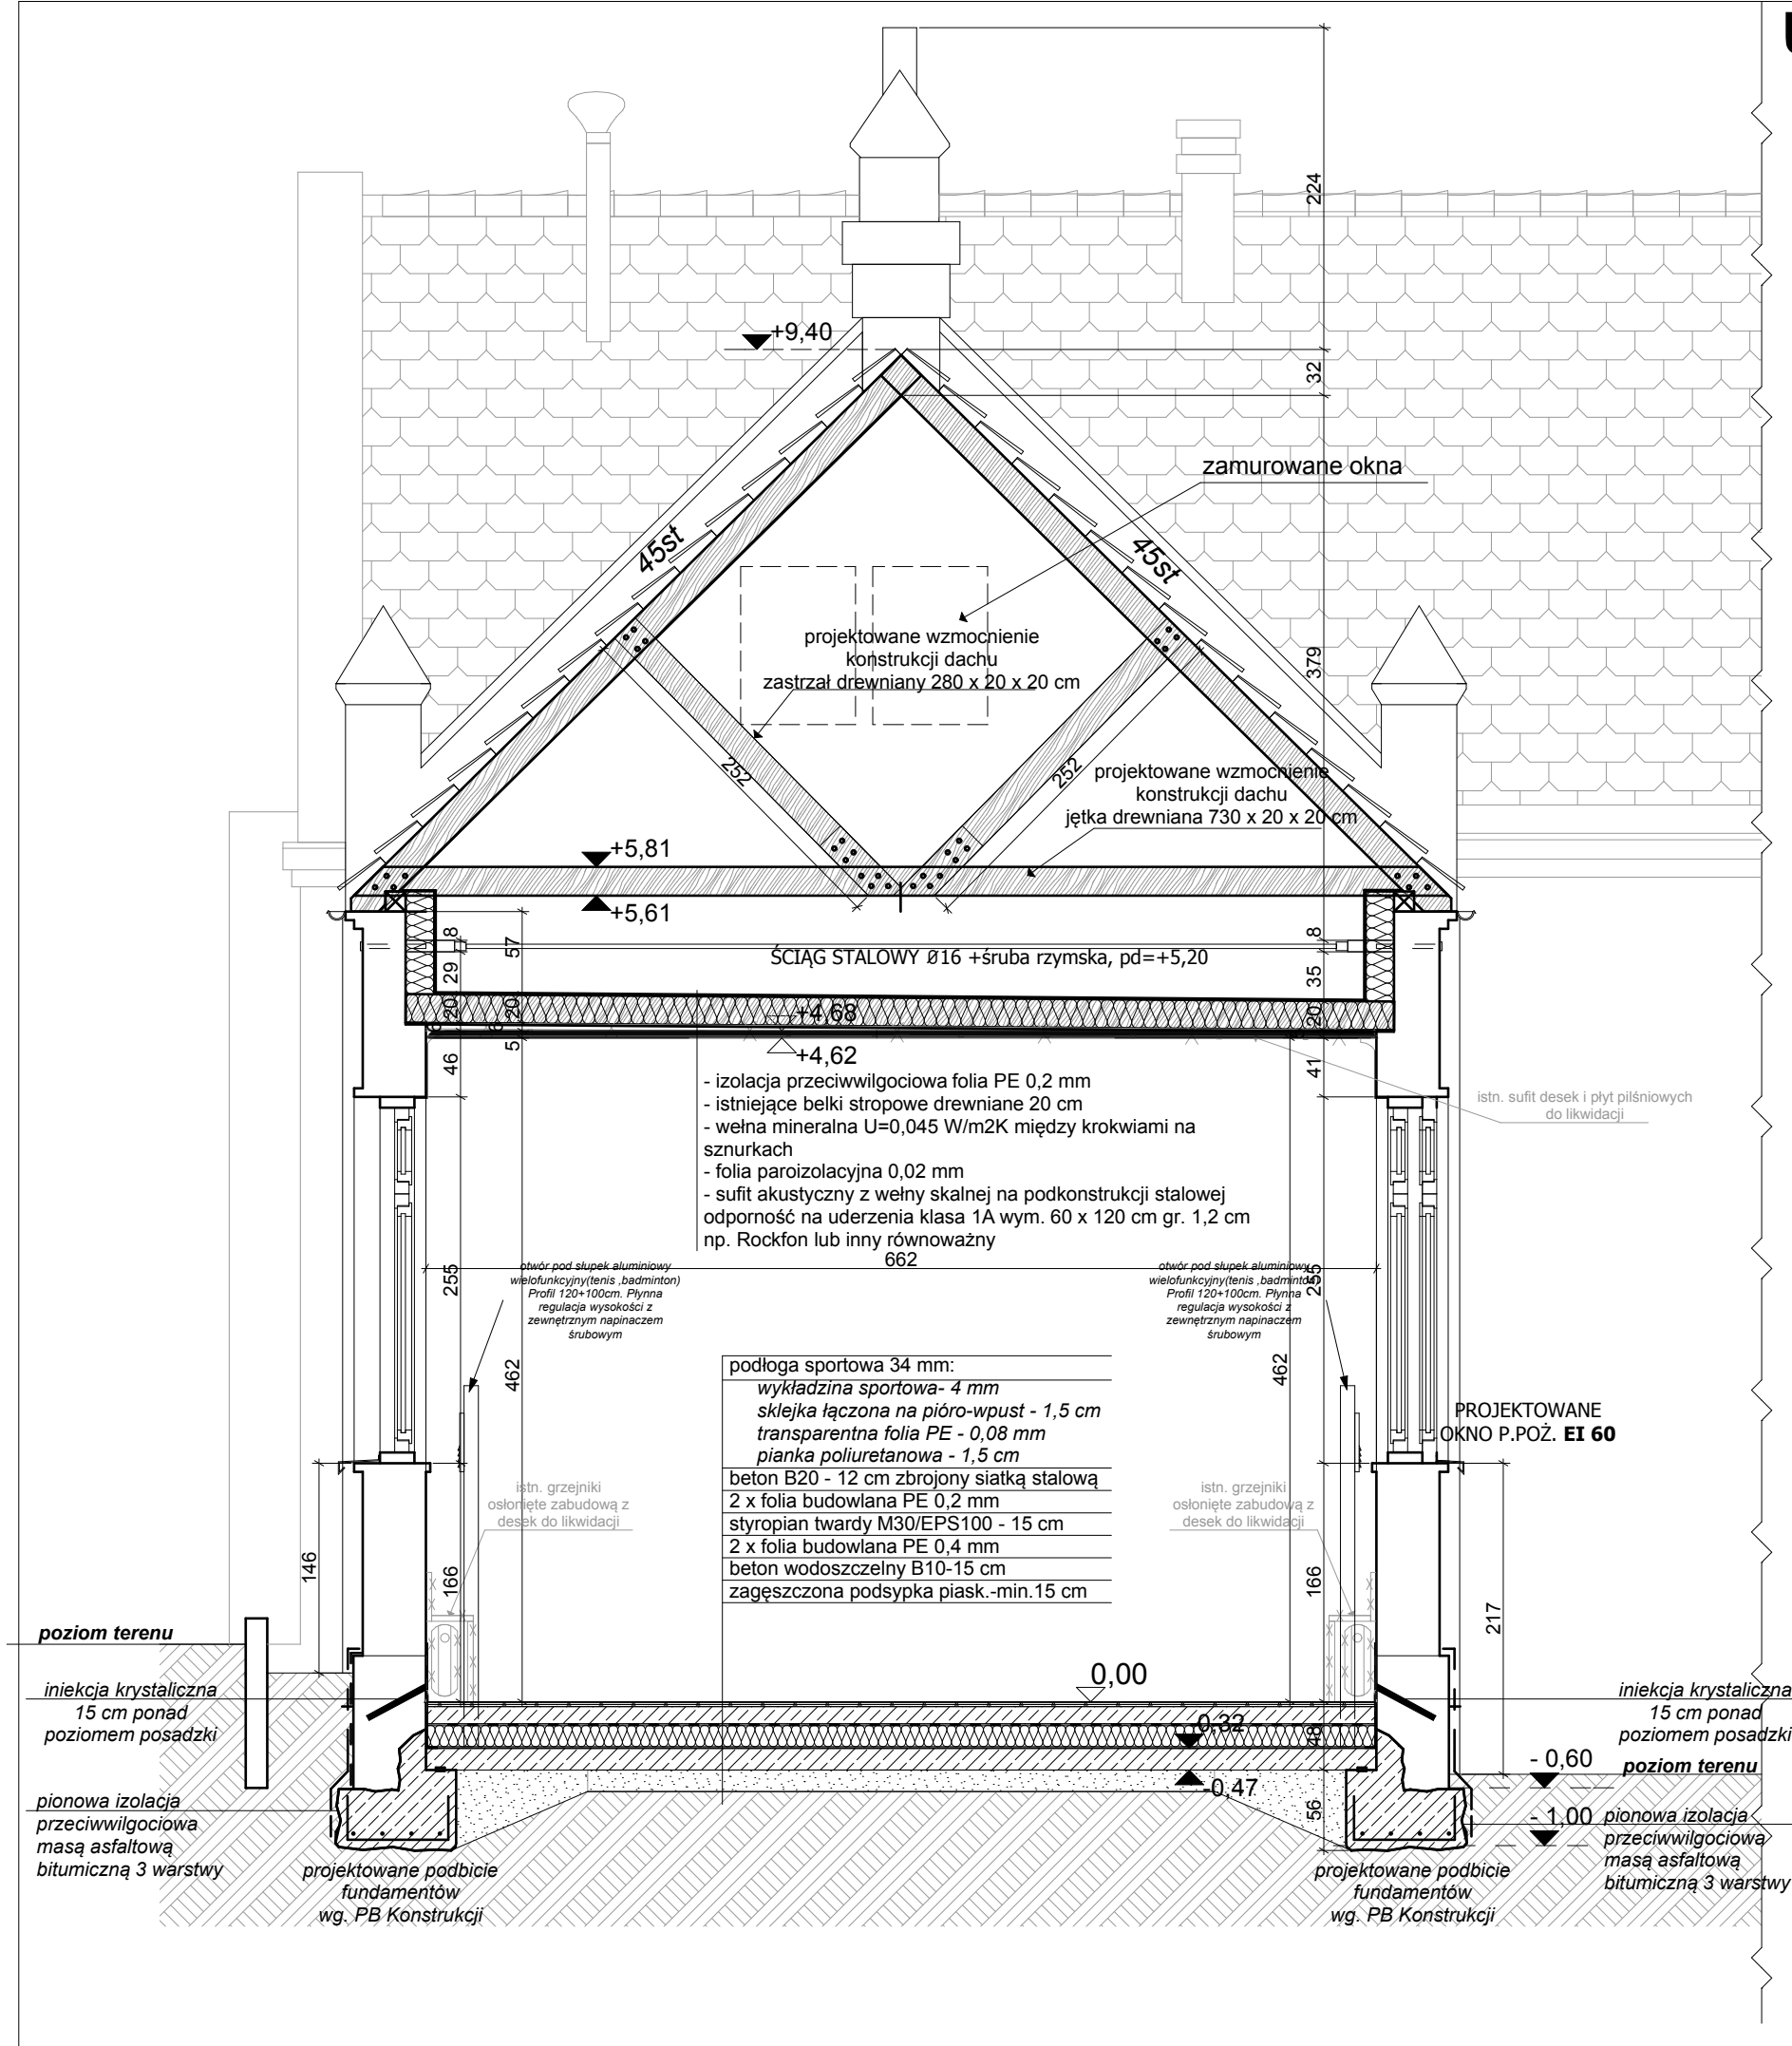 224
+9,40
32
zamurowane okna
45st
45st
projektowane wzmocnienie
konstrukcji dachu
zastrzał drewniany 280 x 20 x 20 cm
379
252
252
projektowane wzmocnienie
konstrukcji dachu
jętka drewniana 730 x 20 x 20 cm
+5,81
+5,61
8
57
29
20
20
8
35
20
ŚCIĄG STALOWY Ø16 +śruba rzymska, pd=+5,20
+4,68
+4,62
6
6
5
46
41
- izolacja przeciwwilgociowa folia PE 0,2 mm
- istniejące belki stropowe drewniane 20 cm
- wełna mineralna U=0,045 W/m2K między krokwiami na
sznurkach
- folia paroizolacyjna 0,02 mm
- sufit akustyczny z wełny skalnej na podkonstrukcji stalowej
odporność na uderzenia klasa 1A wym. 60 x 120 cm gr. 1,2 cm
np. Rockfon lub inny równoważny
istn. sufit desek i płyt pilśniowych
do likwidacji
662
255
255
otwór pod słupek aluminiowy
wielofunkcyjny(tenis ,badminton)
Profil 120+100cm. Płynna
regulacja wysokości z
zewnętrznym napinaczem
śrubowym
otwór pod słupek aluminiowy
wielofunkcyjny(tenis ,badminton)
Profil 120+100cm. Płynna
regulacja wysokości z
zewnętrznym napinaczem
śrubowym
462
462
podłoga sportowa 34 mm:
wykładzina sportowa- 4 mm
sklejka łączona na pióro-wpust - 1,5 cm
transparentna folia PE - 0,08 mm
pianka poliuretanowa - 1,5 cm
beton B20 - 12 cm zbrojony siatką stalową
2 x folia budowlana PE 0,2 mm
styropian twardy M30/EPS100 - 15 cm
2 x folia budowlana PE 0,4 mm
beton wodoszczelny B10-15 cm
zagęszczona podsypka piask.-min.15 cm
PROJEKTOWANE
OKNO P.POŻ. EI 60
istn. grzejniki
osłonięte zabudową z
desek do likwidacji
istn. grzejniki
osłonięte zabudową z
desek do likwidacji
146
166
166
217
poziom terenu
0,00
iniekcja krystaliczna
15 cm ponad
poziomem posadzki
iniekcja krystaliczna
15 cm ponad
poziomem posadzki
-0,32
48
-0,47
56
- 0,60
poziom terenu
- 1,00
pionowa izolacja
przeciwwilgociowa
masą asfaltową
bitumiczną 3 warstwy
pionowa izolacja
przeciwwilgociowa
masą asfaltową
bitumiczną 3 warstwy
projektowane podbicie
fundamentów
wg. PB Konstrukcji
projektowane podbicie
fundamentów
wg. PB Konstrukcji